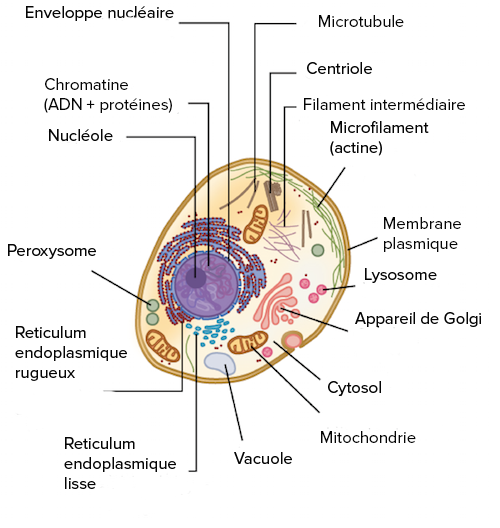 Enveloppe nucléaire
Microtubule
Centriole
Chromatine
(ADN + protéines)
Filament intermédiaire
Nucléole
Microfilament
(actine)
Membrane
plasmique
Peroxysome
Lysosome
Appareil de Golgi
Reticulum
endoplasmique
rugueux
Cytosol
Mitochondrie
Reticulum
endoplasmique
lisse
Vacuole